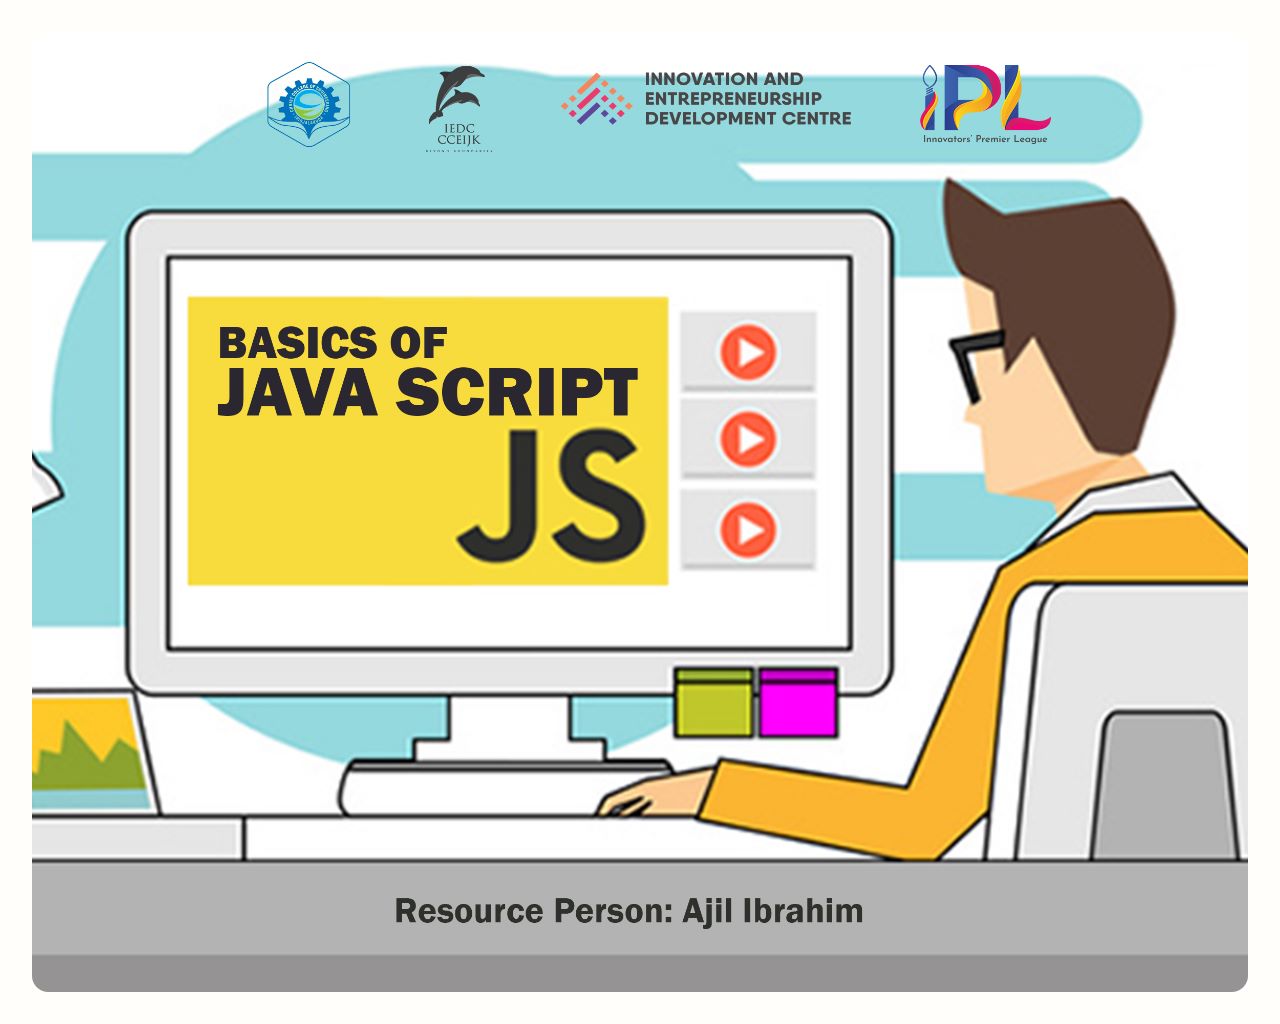 IEDC
CCEIJK
INNOVATION AND
ENTREPRENEURSHIP
DEVELOPMENT CENTRE
iPL
Innovators' Premier League
BASICS OF
JAVA SCRIPT
JS
Resource Person: Ajil Ibrahim